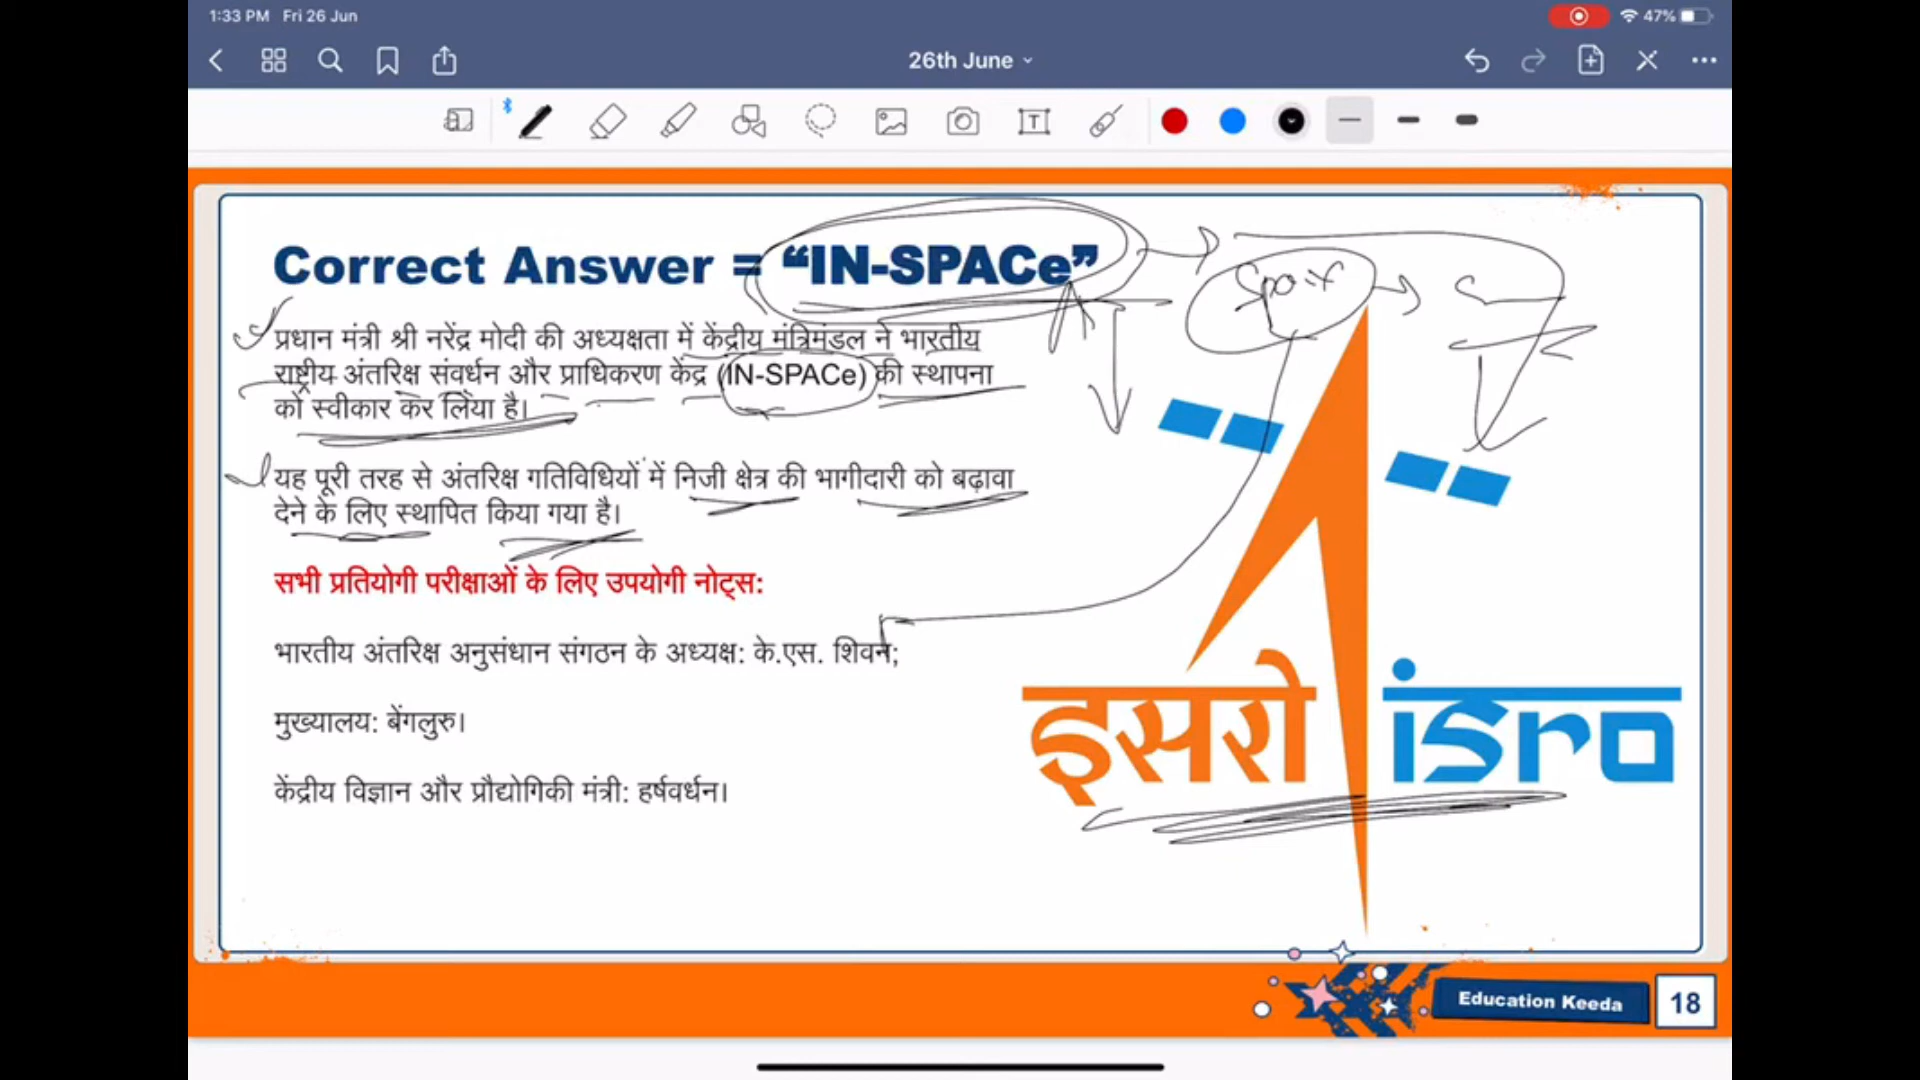 1:33 PM Fri 26 Jun
47%
26th June
T
Correct Answer = “IN-SPACe”
प्रधान मंत्री श्री नरेंद्र मोदी की अध्यक्षता में केंद्रीय मंत्रिमंडल ने भारतीय
राष्ट्रीय अंतरिक्ष संवर्धन और प्राधिकरण केंद्र (IN-SPACe) की स्थापना
को स्वीकार कर लिया है।
यह पूरी तरह से अंतरिक्ष गतिविधियों में निजी क्षेत्र की भागीदारी को बढ़ावा
देने के लिए स्थापित किया गया है।
सभी प्रतियोगी परीक्षाओं के लिए उपयोगी नोट्स:
भारतीय अंतरिक्ष अनुसंधान संगठन के अध्यक्ष: के.एस. शिवन;
मुख्यालय: बेंगलुरु।
केंद्रीय विज्ञान और प्रौद्योगिकी मंत्री: हर्षवर्धन।
इसरो isro
Education Keeda
18